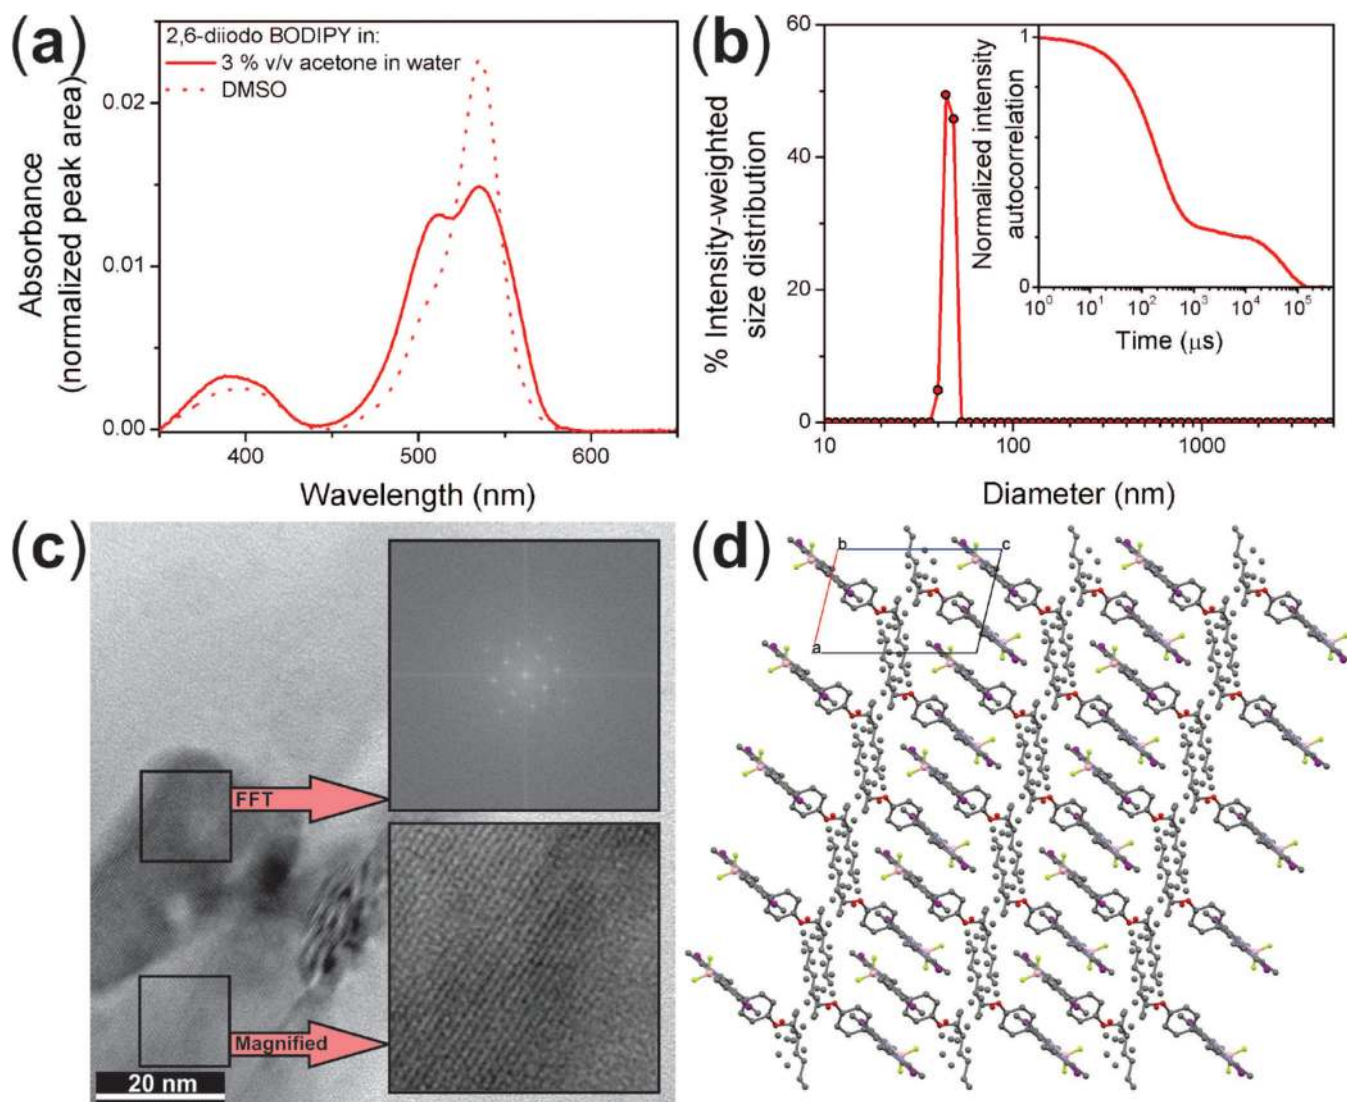 (a)
2,6-diiodo BODIPY in:
3 % v/v acetone in water
DMSO
Absorbance
(normalized peak area)
0.02
0.01
0.00
400
500
600
Wavelength (nm)
(b)
% Intensity-weighted
size distribution
60
40
20
0
10
100
1000
Diameter (nm)
Normalized intensity
autocorrelation
1
0
10⁰ 10¹ 10² 10³ 10⁴ 10⁵
Time (μs)
(c)
FFT
Magnified
20 nm
(d)
b
c
a